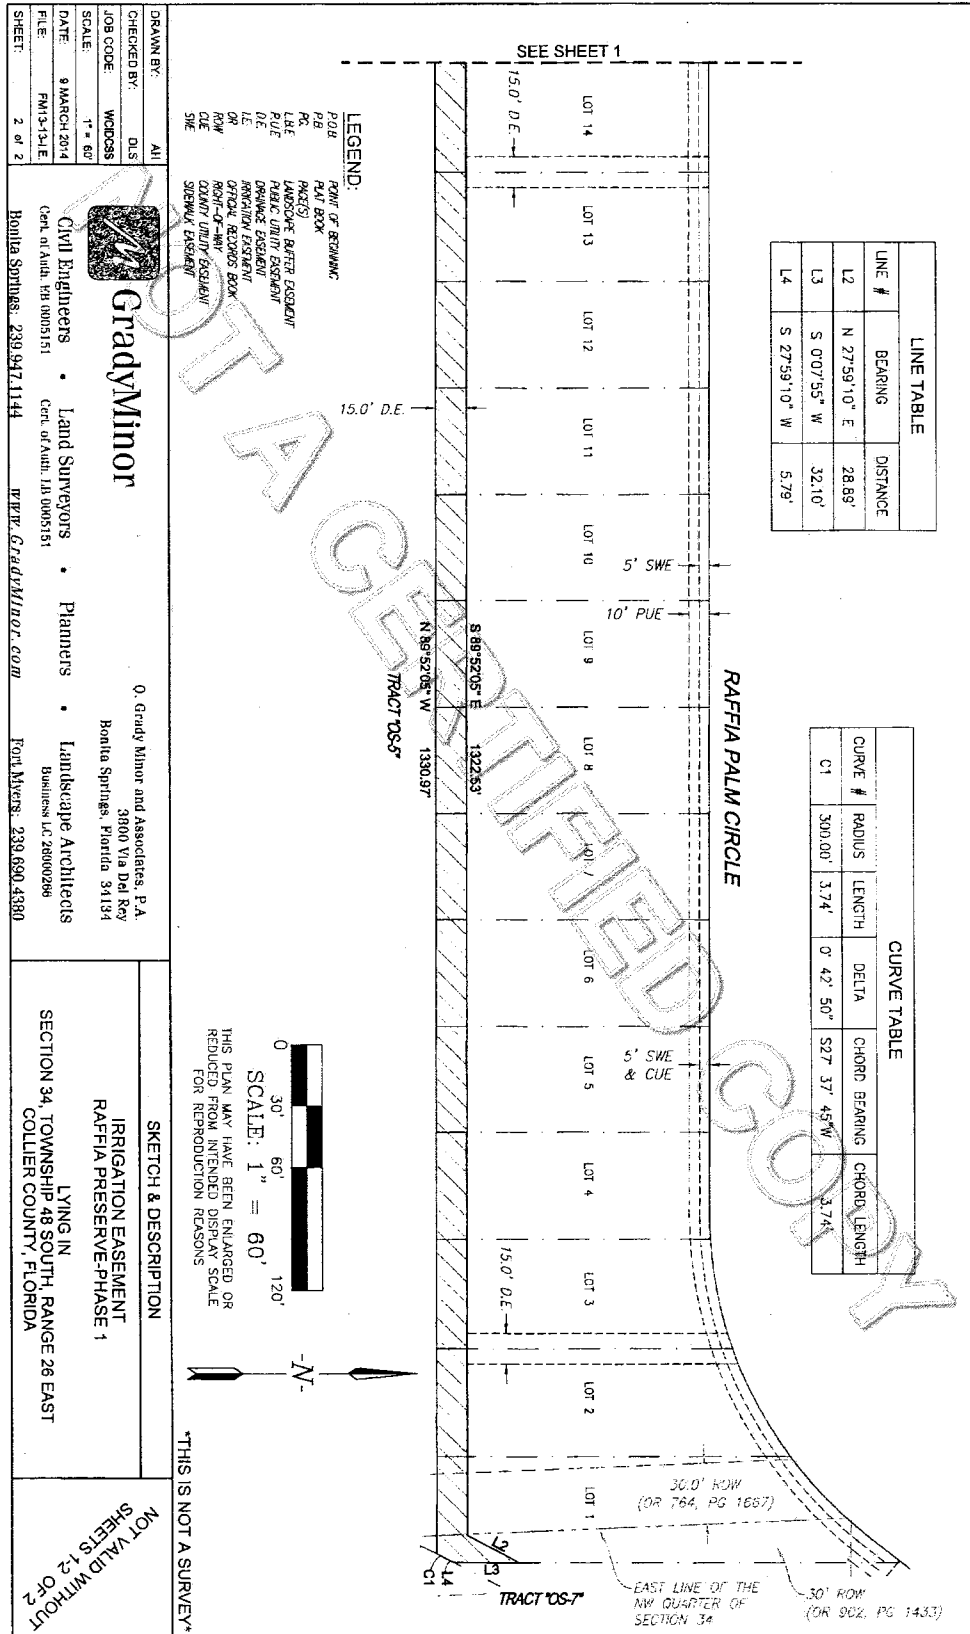 LINE TABLE
LINE # BEARING DISTANCE
L2 N 27°59'10" E 28.89'
L3 S 0°07'55" W 32.10'
L4 S 27°59'10" W 5.79'
CURVE TABLE
CURVE # RADIUS LENGTH DELTA CHORD BEARING CHORD LENGTH
C1 300.00' 3.74' 0° 42' 50" S27° 37' 45"W 3.74'
RAFFIA PALM CIRCLE
SEE SHEET 1
15.0' D.E.
LOT 14
LOT 13
LOT 12
LOT 11
LOT 10
LOT 9
LOT 8
LOT 7
LOT 6
LOT 5
LOT 4
LOT 3
LOT 2
LOT 1
5' SWE
10' PUE
5' SWE
& CUE
15.0' D.E.
15.0' D.E.
30.0' ROW
(OR 764, PG 1667)
30' ROW
(OR 902, PG 1433)
EAST LINE OF THE
NW QUARTER OF
SECTION 34
S 89°52'05" E 1322.53'
N 89°52'05" W 1330.97'
TRACT "OS-5"
TRACT "OS-7"
L2
L3
L4
C1
LEGEND:
P.O.B. POINT OF BEGINNING
P.B. PLAT BOOK
PG. PAGE(S)
L.B.E. LANDSCAPE BUFFER EASEMENT
P.U.E. PUBLIC UTILITY EASEMENT
D.E. DRAINAGE EASEMENT
I.E. IRRIGATION EASEMENT
OR OFFICIAL RECORDS BOOK
ROW RIGHT-OF-WAY
CUE COUNTY UTILITY EASEMENT
SWE SIDEWALK EASEMENT
0 30' 60' 120'
SCALE: 1" = 60'
THIS PLAN MAY HAVE BEEN ENLARGED OR
REDUCED FROM INTENDED DISPLAY SCALE
FOR REPRODUCTION REASONS
-N-
*THIS IS NOT A SURVEY*
NOT A CERTIFIED COPY
DRAWN BY: AH
CHECKED BY: DLS
JOB CODE: WCIDCSS
SCALE: 1" = 60'
DATE: 9 MARCH 2014
FILE: FM13-13-I.E.
SHEET: 2 of 2
GradyMinor
Q. Grady Minor and Associates, P.A.
3800 Via Del Rey
Bonita Springs, Florida 34134
Civil Engineers • Land Surveyors • Planners • Landscape Architects
Cert. of Auth. EB 0005151 Cert. of Auth. LB 0005151 Business LC 26000266
Bonita Springs: 239.947.1144 www.GradyMinor.com Fort Myers: 239.690.4380
SKETCH & DESCRIPTION
IRRIGATION EASEMENT
RAFFIA PRESERVE-PHASE 1
LYING IN
SECTION 34, TOWNSHIP 48 SOUTH, RANGE 26 EAST
COLLIER COUNTY, FLORIDA
NOT VALID WITHOUT
SHEETS 1-2 OF 2